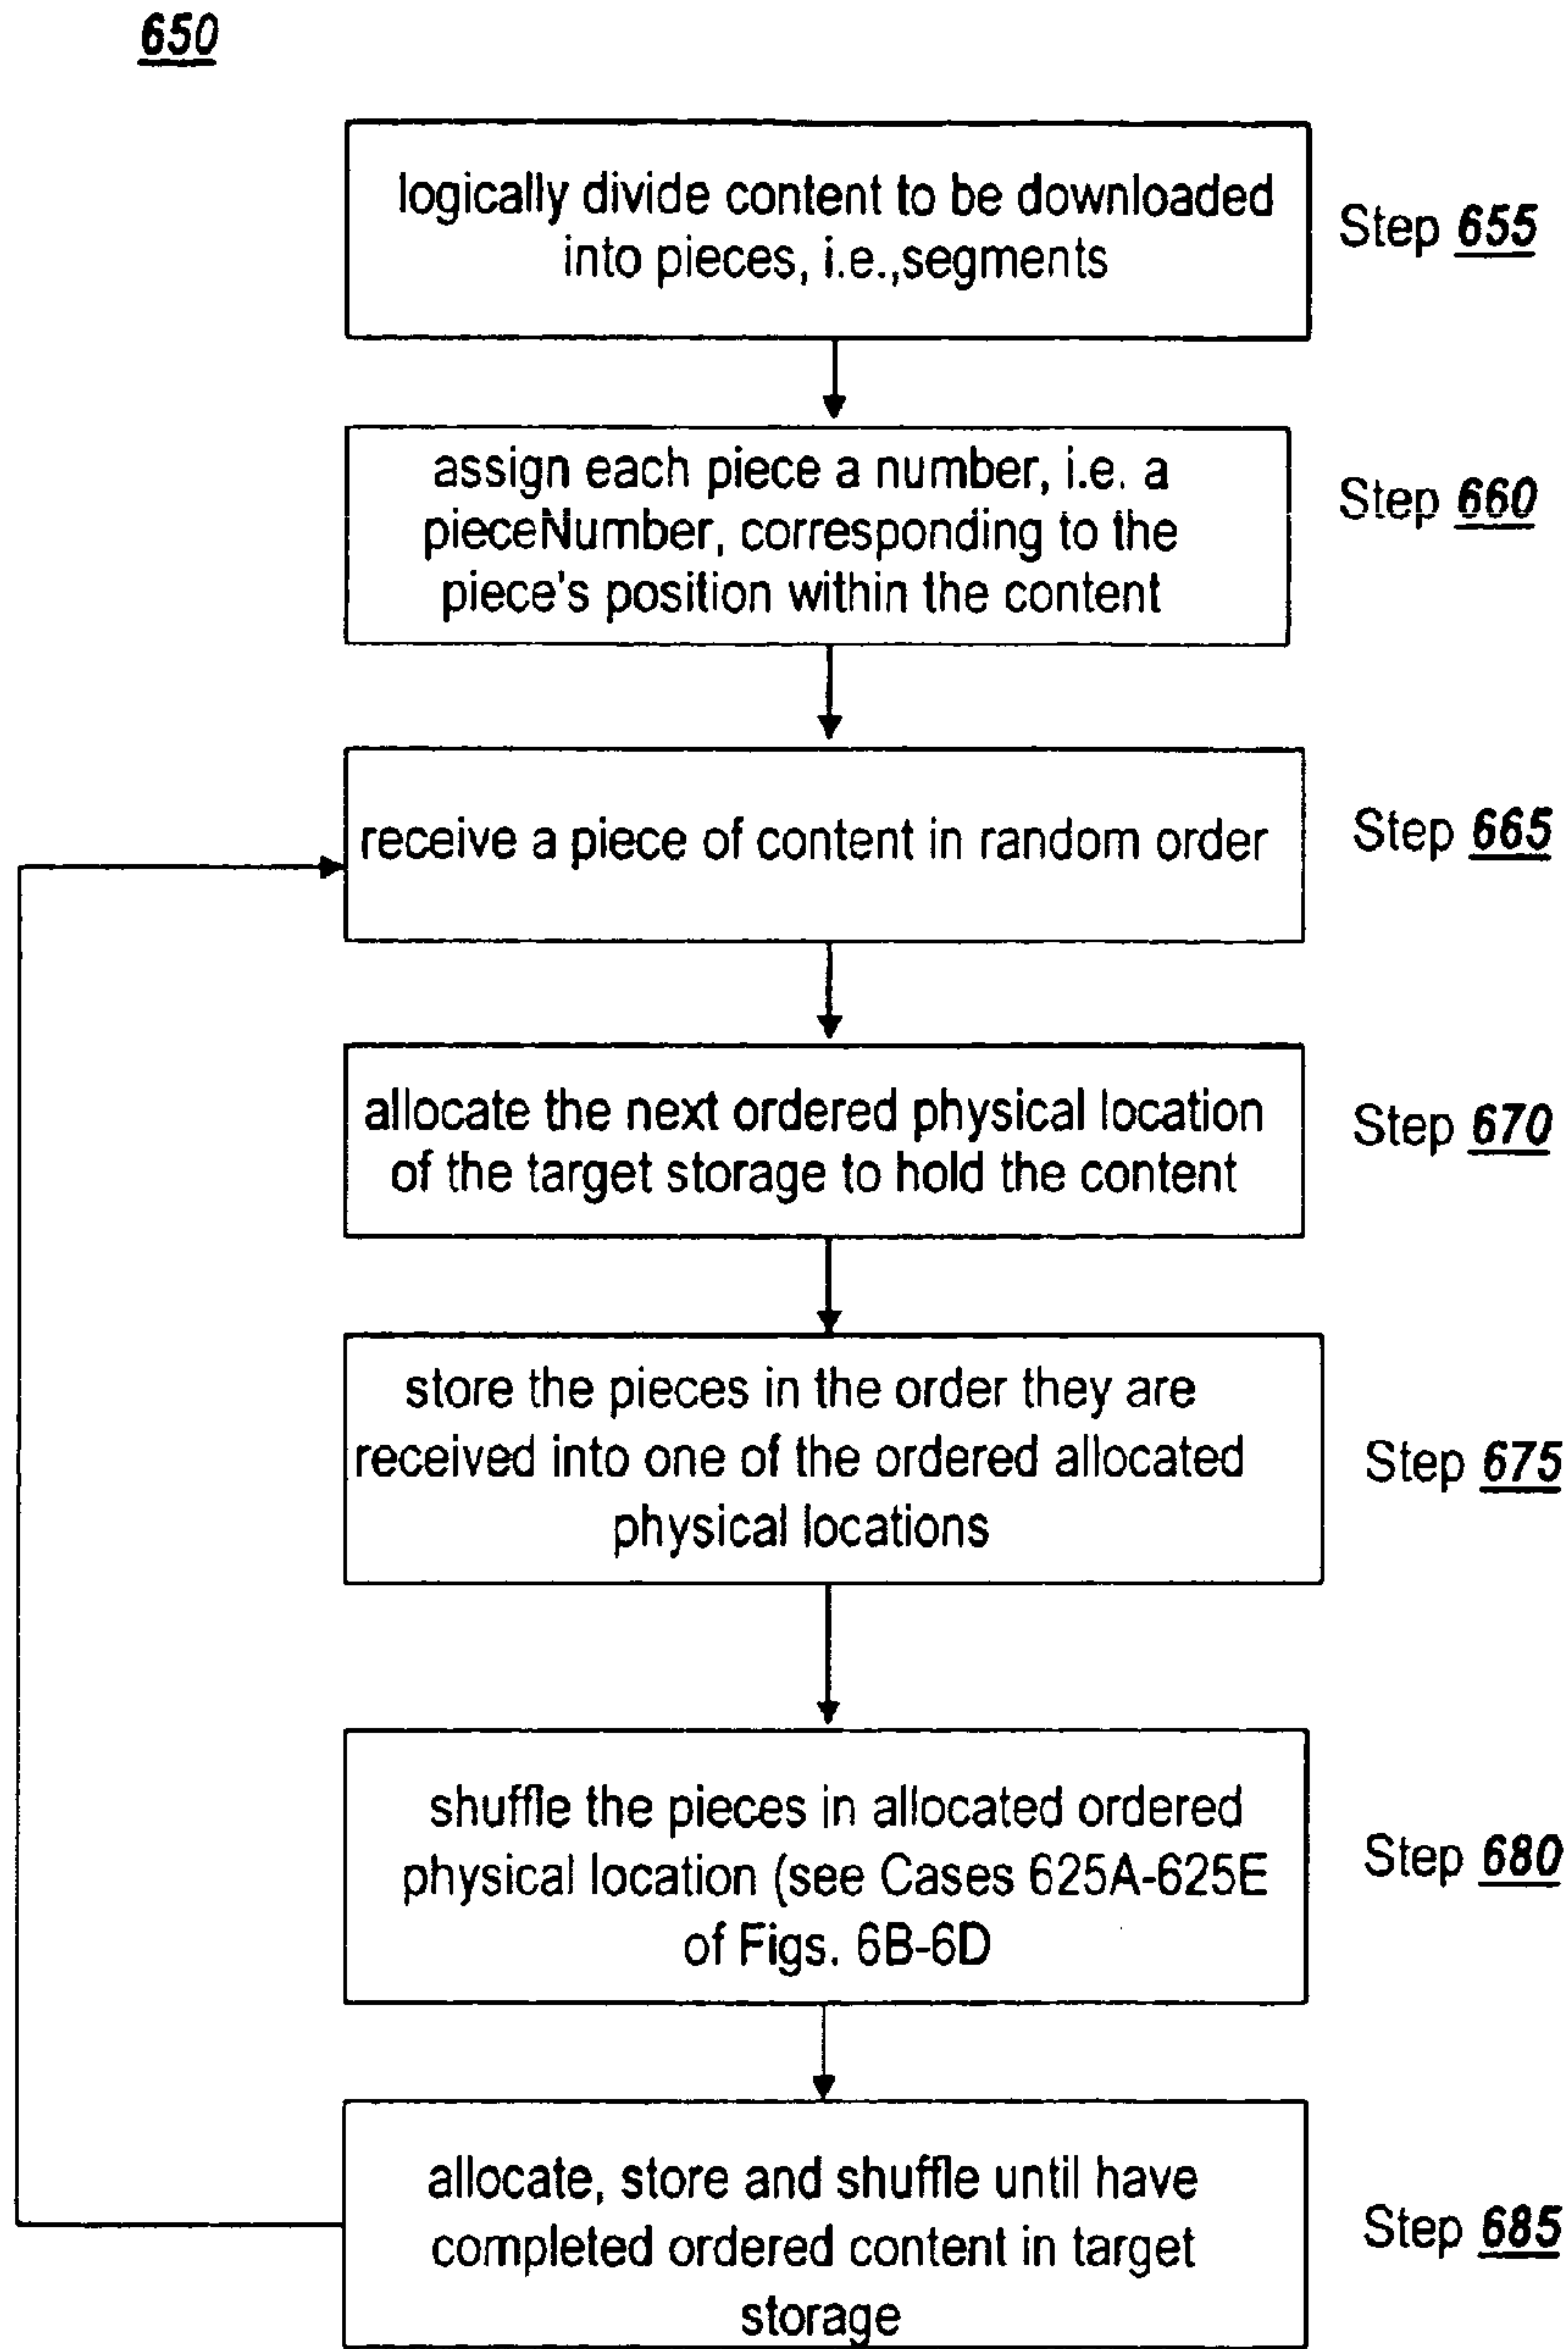 650
logically divide content to be downloaded
into pieces, i.e.,segments
Step 655
assign each piece a number, i.e. a
pieceNumber, corresponding to the
piece's position within the content
Step 660
receive a piece of content in random order
Step 665
allocate the next ordered physical location
of the target storage to hold the content
Step 670
store the pieces in the order they are
received into one of the ordered allocated
physical locations
Step 675
shuffle the pieces in allocated ordered
physical location (see Cases 625A-625E
of Figs. 6B-6D
Step 680
allocate, store and shuffle until have
completed ordered content in target
storage
Step 685